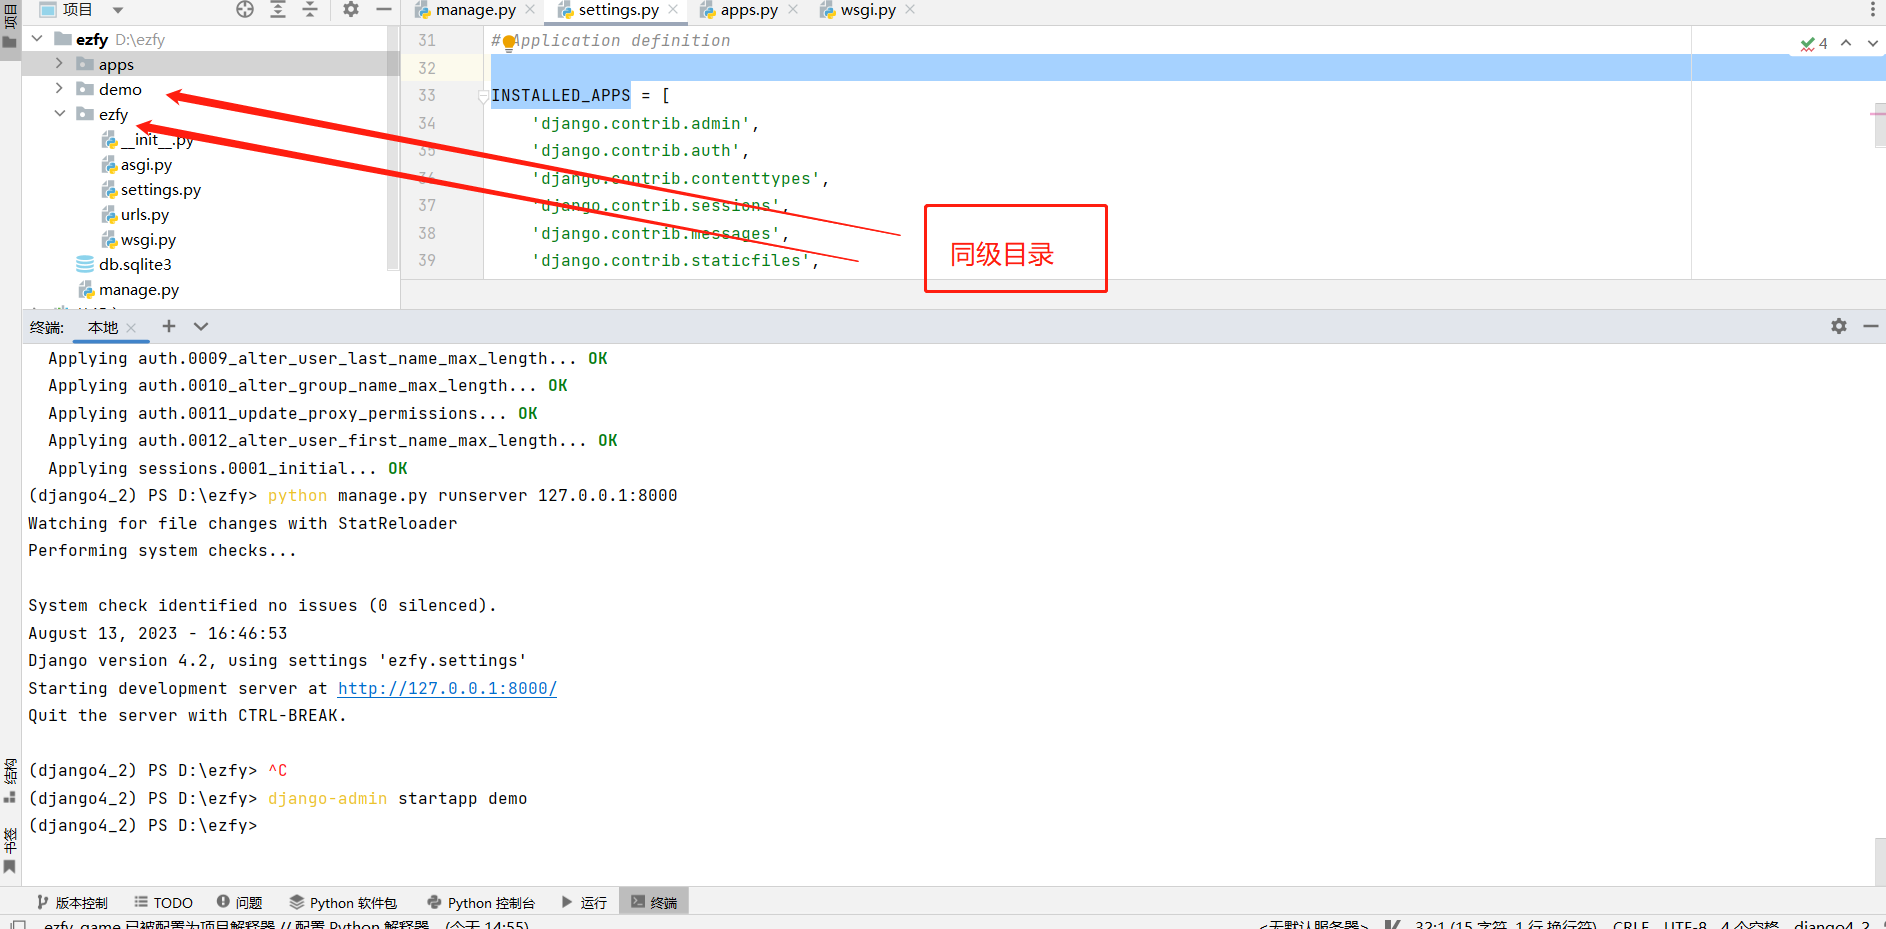 项目
项目
manage.py
settings.py
apps.py
wsgi.py
ezfy D:\ezfy
apps
demo
ezfy
__init__.py
asgi.py
settings.py
urls.py
wsgi.py
db.sqlite3
manage.py
31 # Application definition
32
33 INSTALLED_APPS = [
34 'django.contrib.admin',
35 'django.contrib.auth',
36 'django.contrib.contenttypes',
37 'django.contrib.sessions',
38 'django.contrib.messages',
39 'django.contrib.staticfiles',
4
同级目录
终端: 本地
Applying auth.0009_alter_user_last_name_max_length... OK
Applying auth.0010_alter_group_name_max_length... OK
Applying auth.0011_update_proxy_permissions... OK
Applying auth.0012_alter_user_first_name_max_length... OK
Applying sessions.0001_initial... OK
(django4_2) PS D:\ezfy> python manage.py runserver 127.0.0.1:8000
Watching for file changes with StatReloader
Performing system checks...
System check identified no issues (0 silenced).
August 13, 2023 - 16:46:53
Django version 4.2, using settings 'ezfy.settings'
Starting development server at http://127.0.0.1:8000/
Quit the server with CTRL-BREAK.
(django4_2) PS D:\ezfy> ^C
(django4_2) PS D:\ezfy> django-admin startapp demo
(django4_2) PS D:\ezfy>
结构
书签
版本控制 TODO 问题 Python 软件包 Python 控制台 运行 终端
ezfy_game 已被配置为项目解释器 // 配置 Python 解释器... (今天 14:55) <无默认服务器> 32:1 (15 字符, 1 行 换行符) CRLF UTF-8 4 个空格 django4_2